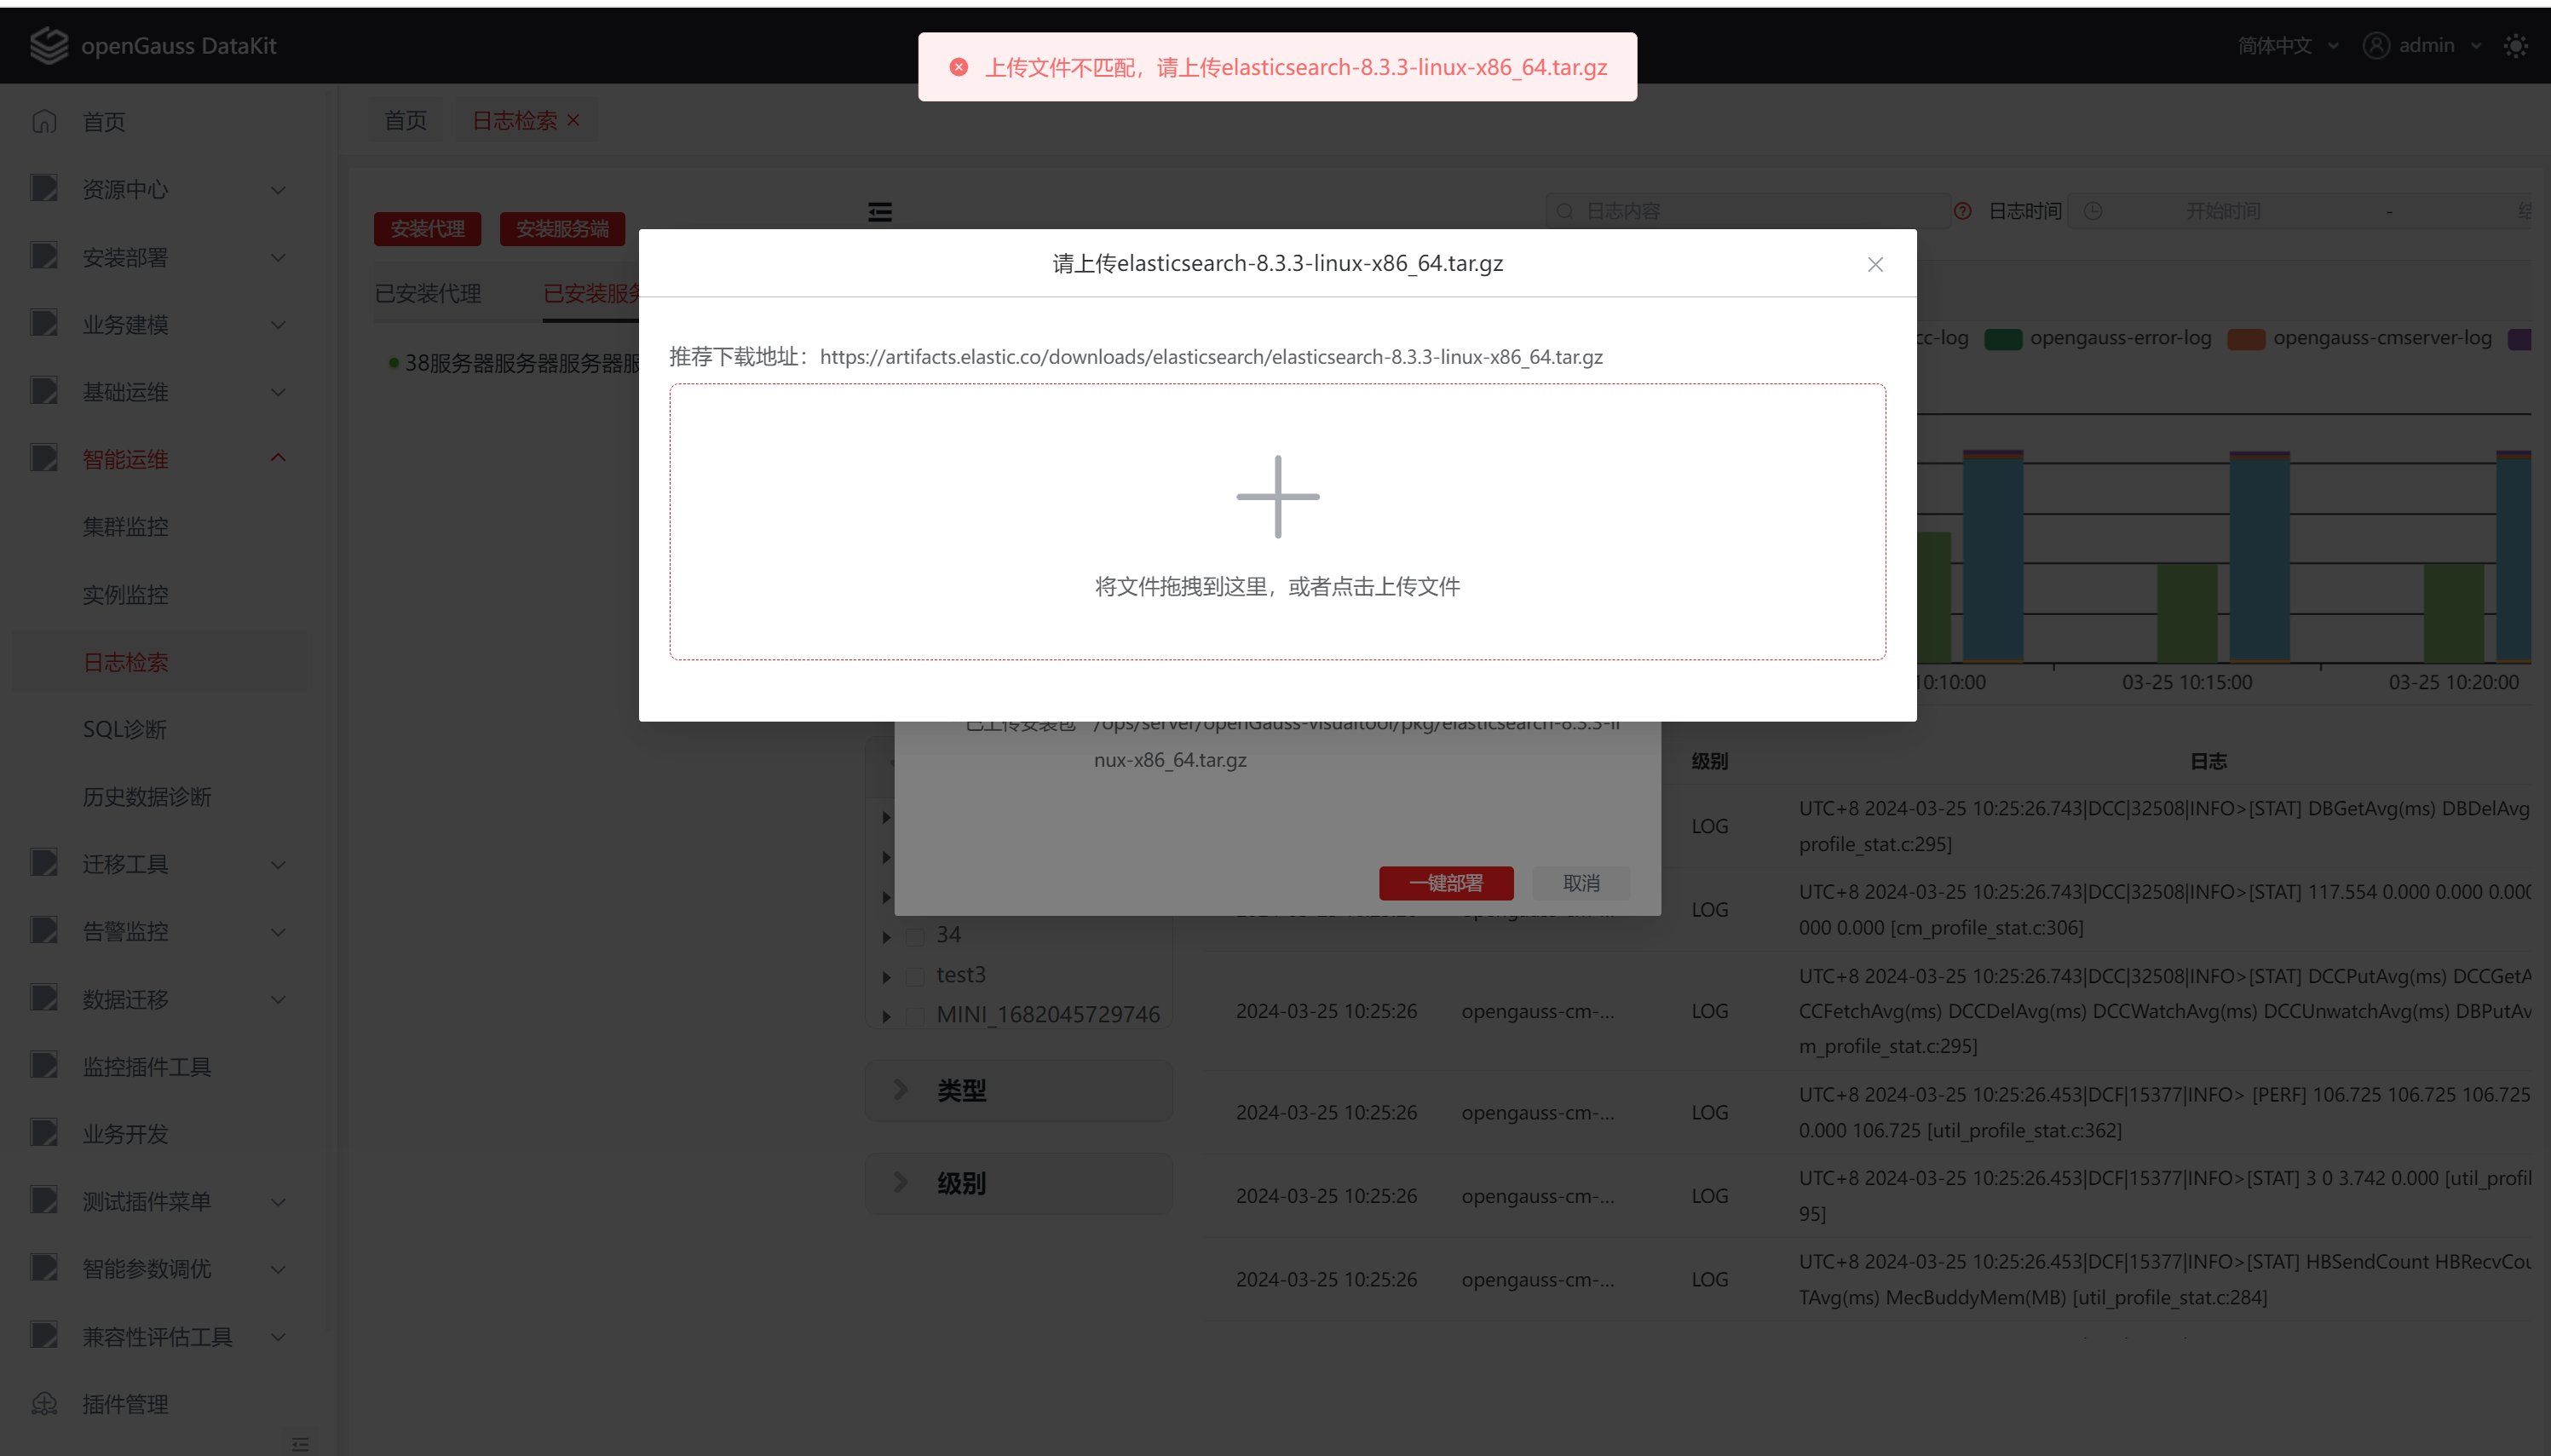 openGauss DataKit
上传文件不匹配，请上传elasticsearch-8.3.3-linux-x86_64.tar.gz
简体中文
admin
首页
资源中心
安装部署
业务建模
基础运维
智能运维
集群监控
实例监控
日志检索
SQL诊断
历史数据诊断
迁移工具
告警监控
数据迁移
监控插件工具
业务开发
测试插件菜单
智能参数调优
兼容性评估工具
插件管理
首页
日志检索
安装代理
安装服务端
日志内容
日志时间
开始时间
-
已安装代理
已安装服务
38服务器服务器服务器服
请上传elasticsearch-8.3.3-linux-x86_64.tar.gz
推荐下载地址：https://artifacts.elastic.co/downloads/elasticsearch/elasticsearch-8.3.3-linux-x86_64.tar.gz
将文件拖拽到这里，或者点击上传文件
cc-log
opengauss-error-log
opengauss-cmserver-log
10:10:00
03-25 10:15:00
03-25 10:20:00
已上传安装包
/ops/server/openGauss-visualtool/pkg/elasticsearch-8.3.3-li
nux-x86_64.tar.gz
一键部署
取消
34
test3
MINI_1682045729746
类型
级别
级别
日志
LOG
UTC+8 2024-03-25 10:25:26.743|DCC|32508|INFO>[STAT] DBGetAvg(ms) DBDelAvg
profile_stat.c:295]
LOG
UTC+8 2024-03-25 10:25:26.743|DCC|32508|INFO>[STAT] 117.554 0.000 0.000 0.000
000 0.000 [cm_profile_stat.c:306]
2024-03-25 10:25:26
opengauss-cm-...
LOG
UTC+8 2024-03-25 10:25:26.743|DCC|32508|INFO>[STAT] DCCPutAvg(ms) DCCGetA
CCFetchAvg(ms) DCCDelAvg(ms) DCCWatchAvg(ms) DCCUnwatchAvg(ms) DBPutAv
m_profile_stat.c:295]
2024-03-25 10:25:26
opengauss-cm-...
LOG
UTC+8 2024-03-25 10:25:26.453|DCF|15377|INFO> [PERF] 106.725 106.725 106.725
0.000 106.725 [util_profile_stat.c:362]
2024-03-25 10:25:26
opengauss-cm-...
LOG
UTC+8 2024-03-25 10:25:26.453|DCF|15377|INFO>[STAT] 3 0 3.742 0.000 [util_profil
95]
2024-03-25 10:25:26
opengauss-cm-...
LOG
UTC+8 2024-03-25 10:25:26.453|DCF|15377|INFO>[STAT] HBSendCount HBRecvCou
TAvg(ms) MecBuddyMem(MB) [util_profile_stat.c:284]